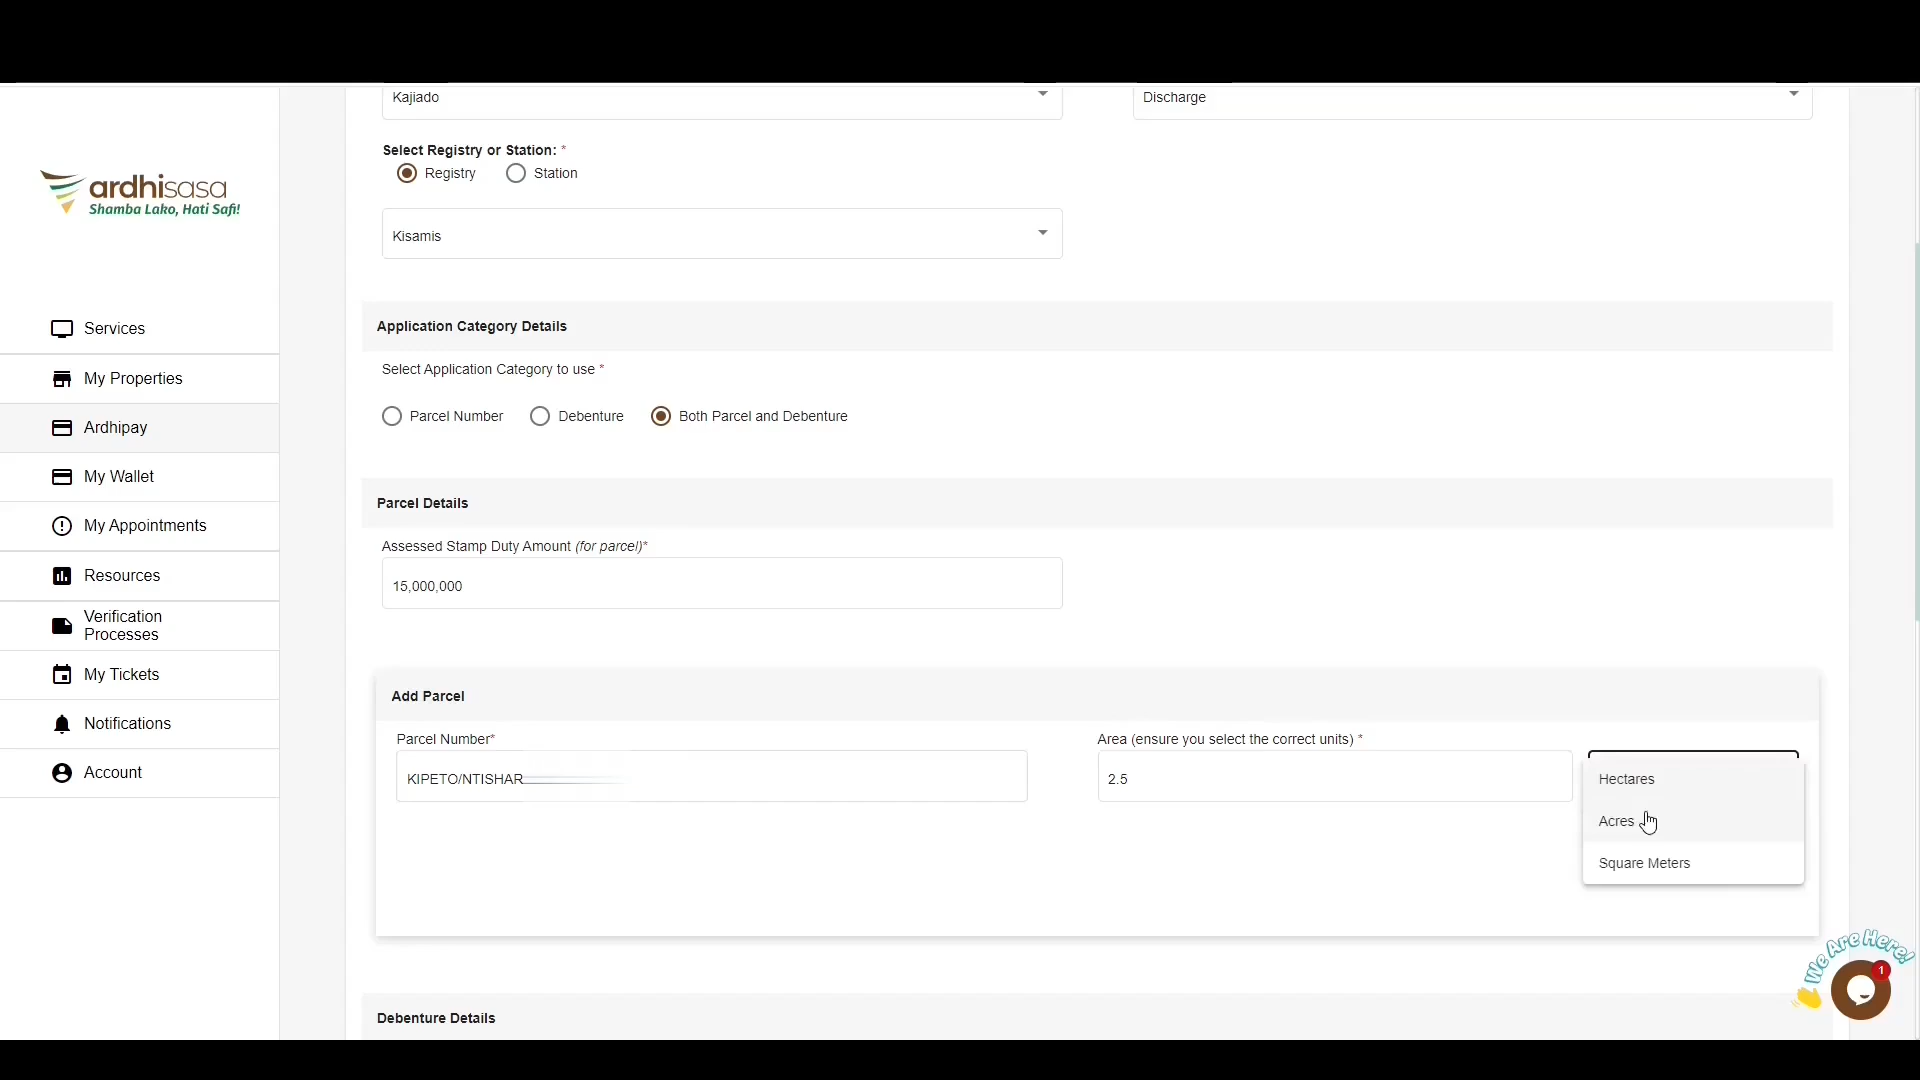 Kajiado
Discharge
Select Registry or Station: *
Registry
Station
Kisamis
ardhisasa
Shamba Lako, Hati Safi!
Services
My Properties
Ardhipay
My Wallet
My Appointments
Resources
Verification
Processes
My Tickets
Notifications
Account
Application Category Details
Select Application Category to use *
Parcel Number
Debenture
Both Parcel and Debenture
Parcel Details
Assessed Stamp Duty Amount (for parcel)*
15,000,000
Add Parcel
Parcel Number*
KIPETO/NTISHAR
Area (ensure you select the correct units) *
2.5
Hectares
Acres
Square Meters
We Are Here!
1
Debenture Details